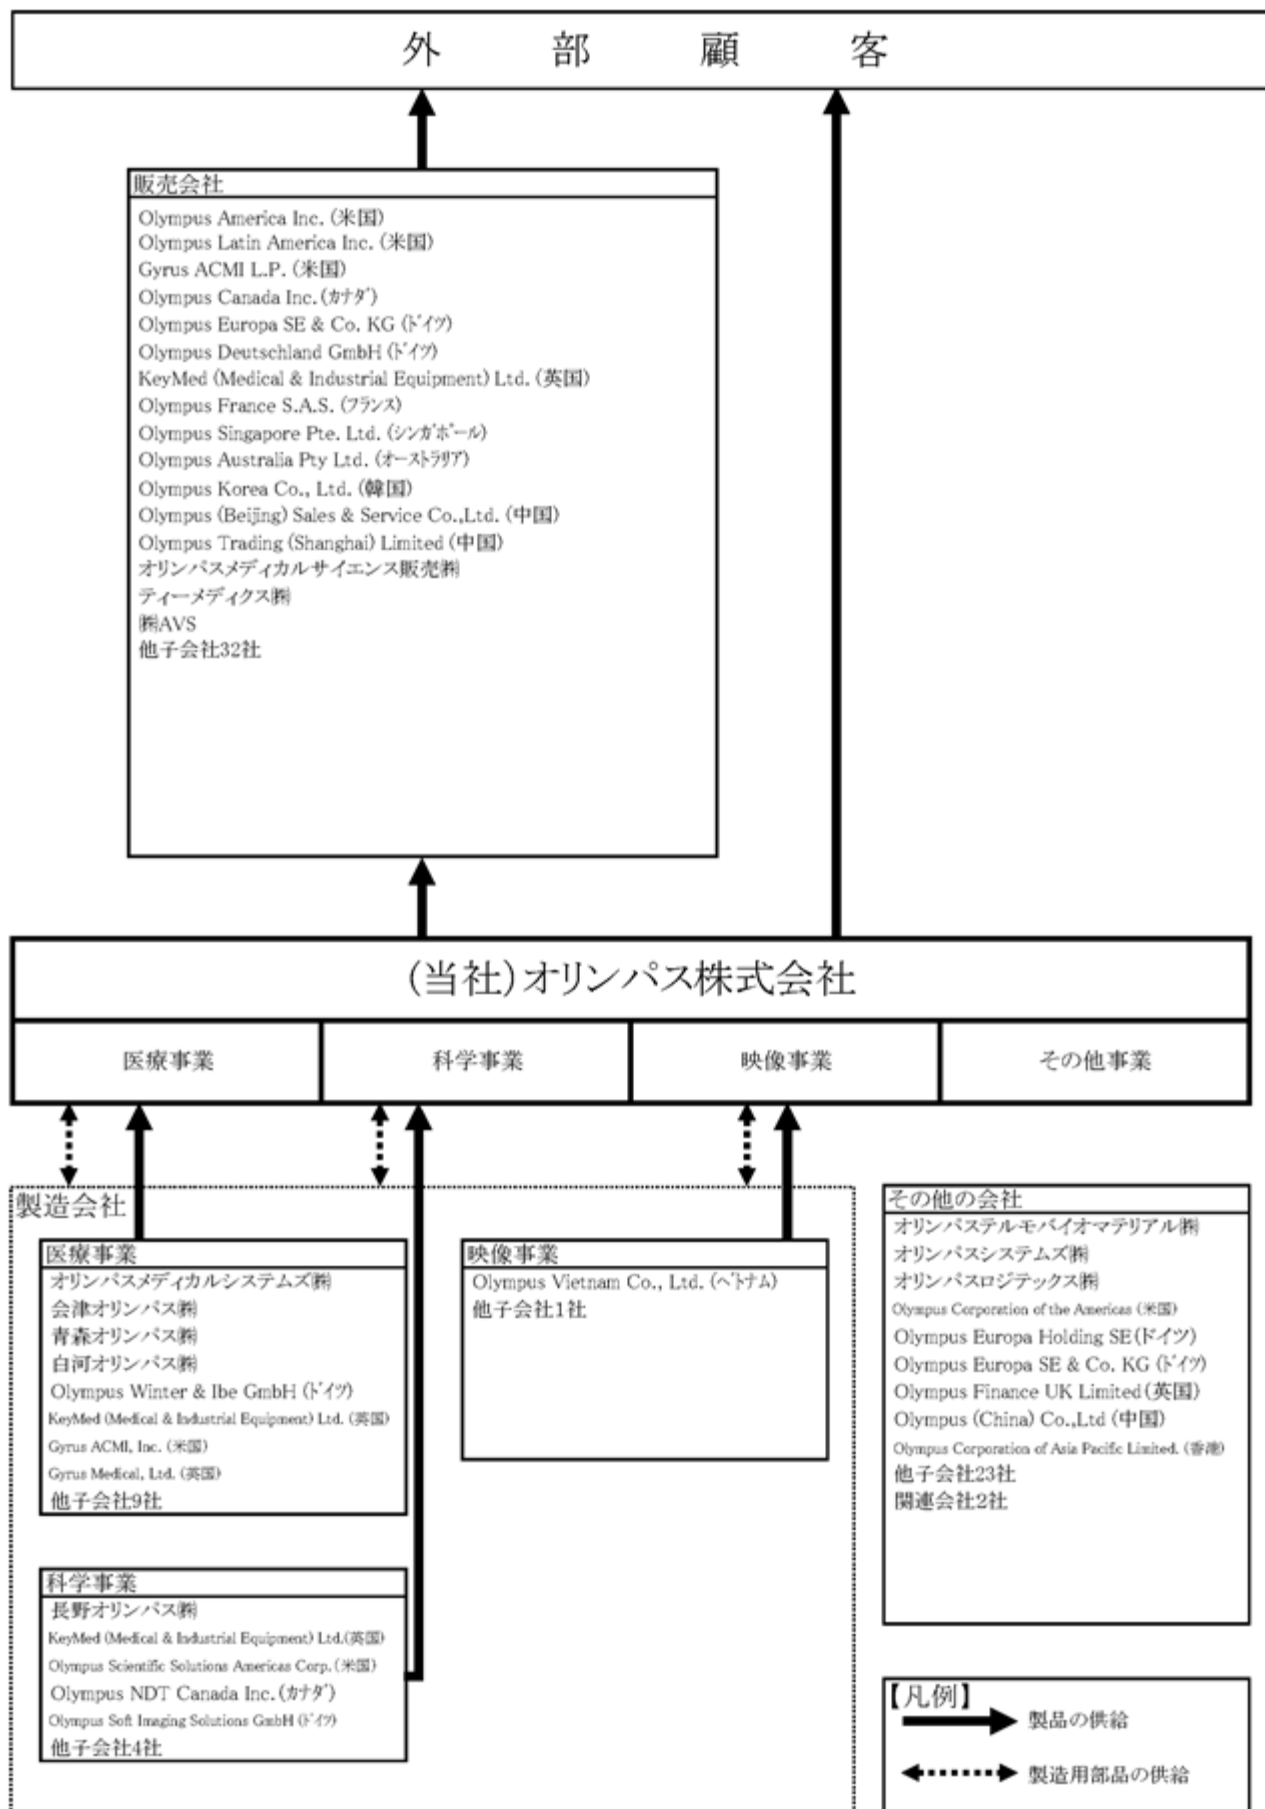 外部顧客
販売会社
Olympus America Inc. (米国)
Olympus Latin America Inc. (米国)
Gyrus ACMI L.P. (米国)
Olympus Canada Inc. (ｶﾅﾀﾞ)
Olympus Europa SE & Co. KG (ﾄﾞｲﾂ)
Olympus Deutschland GmbH (ﾄﾞｲﾂ)
KeyMed (Medical & Industrial Equipment) Ltd. (英国)
Olympus France S.A.S. (ﾌﾗﾝｽ)
Olympus Singapore Pte. Ltd. (ｼﾝｶﾞﾎﾟｰﾙ)
Olympus Australia Pty Ltd. (ｵｰｽﾄﾗﾘｱ)
Olympus Korea Co., Ltd. (韓国)
Olympus (Beijing) Sales & Service Co.,Ltd. (中国)
Olympus Trading (Shanghai) Limited (中国)
オリンパスメディカルサイエンス販売㈱
ティーメディクス㈱
㈱AVS
他子会社32社
(当社)オリンパス株式会社
医療事業
科学事業
映像事業
その他事業
製造会社
医療事業
オリンパスメディカルシステムズ㈱
会津オリンパス㈱
青森オリンパス㈱
白河オリンパス㈱
Olympus Winter & Ibe GmbH (ﾄﾞｲﾂ)
KeyMed (Medical & Industrial Equipment) Ltd. (英国)
Gyrus ACMI, Inc. (米国)
Gyrus Medical, Ltd. (英国)
他子会社9社
映像事業
Olympus Vietnam Co., Ltd. (ﾍﾞﾄﾅﾑ)
他子会社1社
科学事業
長野オリンパス㈱
KeyMed (Medical & Industrial Equipment) Ltd.(英国)
Olympus Scientific Solutions Americas Corp. (米国)
Olympus NDT Canada Inc. (ｶﾅﾀﾞ)
Olympus Soft Imaging Solutions GmbH (ﾄﾞｲﾂ)
他子会社4社
その他の会社
オリンパステルモバイオマテリアル㈱
オリンパスシステムズ㈱
オリンパスロジテックス㈱
Olympus Corporation of the Americas (米国)
Olympus Europa Holding SE(ドイツ)
Olympus Europa SE & Co. KG (ﾄﾞｲﾂ)
Olympus Finance UK Limited(英国)
Olympus (China) Co.,Ltd (中国)
Olympus Corporation of Asia Pacific Limited. (香港)
他子会社23社
関連会社2社
【凡例】
製品の供給
製造用部品の供給